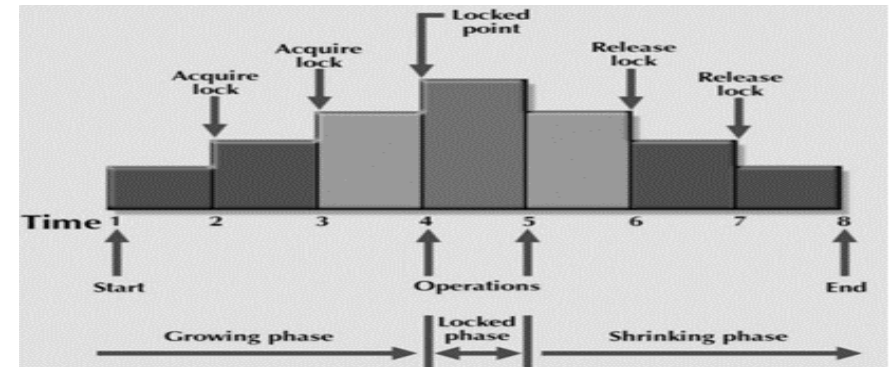 Locked
point
Acquire
lock
Acquire
lock
Release
lock
Release
lock
Time 1 2 3 4 5 6 7 8
Start
Operations
End
Growing phase
Locked
phase
Shrinking phase